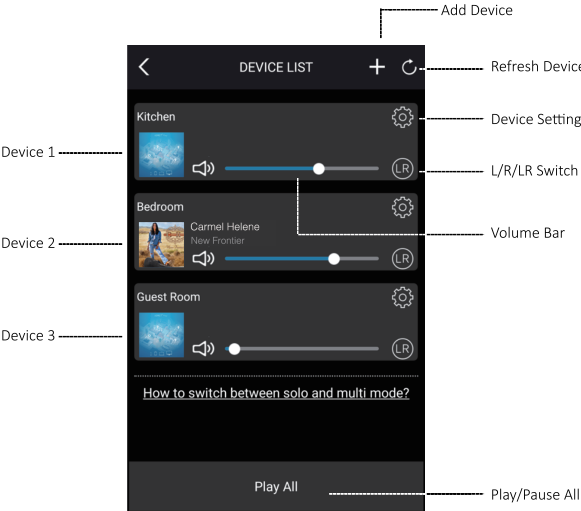 Add Device
DEVICE LIST
Refresh Device
Kitchen
Device Setting
Device 1
LR
L/R/LR Switch
Bedroom
Carmel Helene
Volume Bar
Device 2
New Frontier
LR
Guest Room
Device 3
LR
How to switch between solo and multi mode?
Play All
Play/Pause All